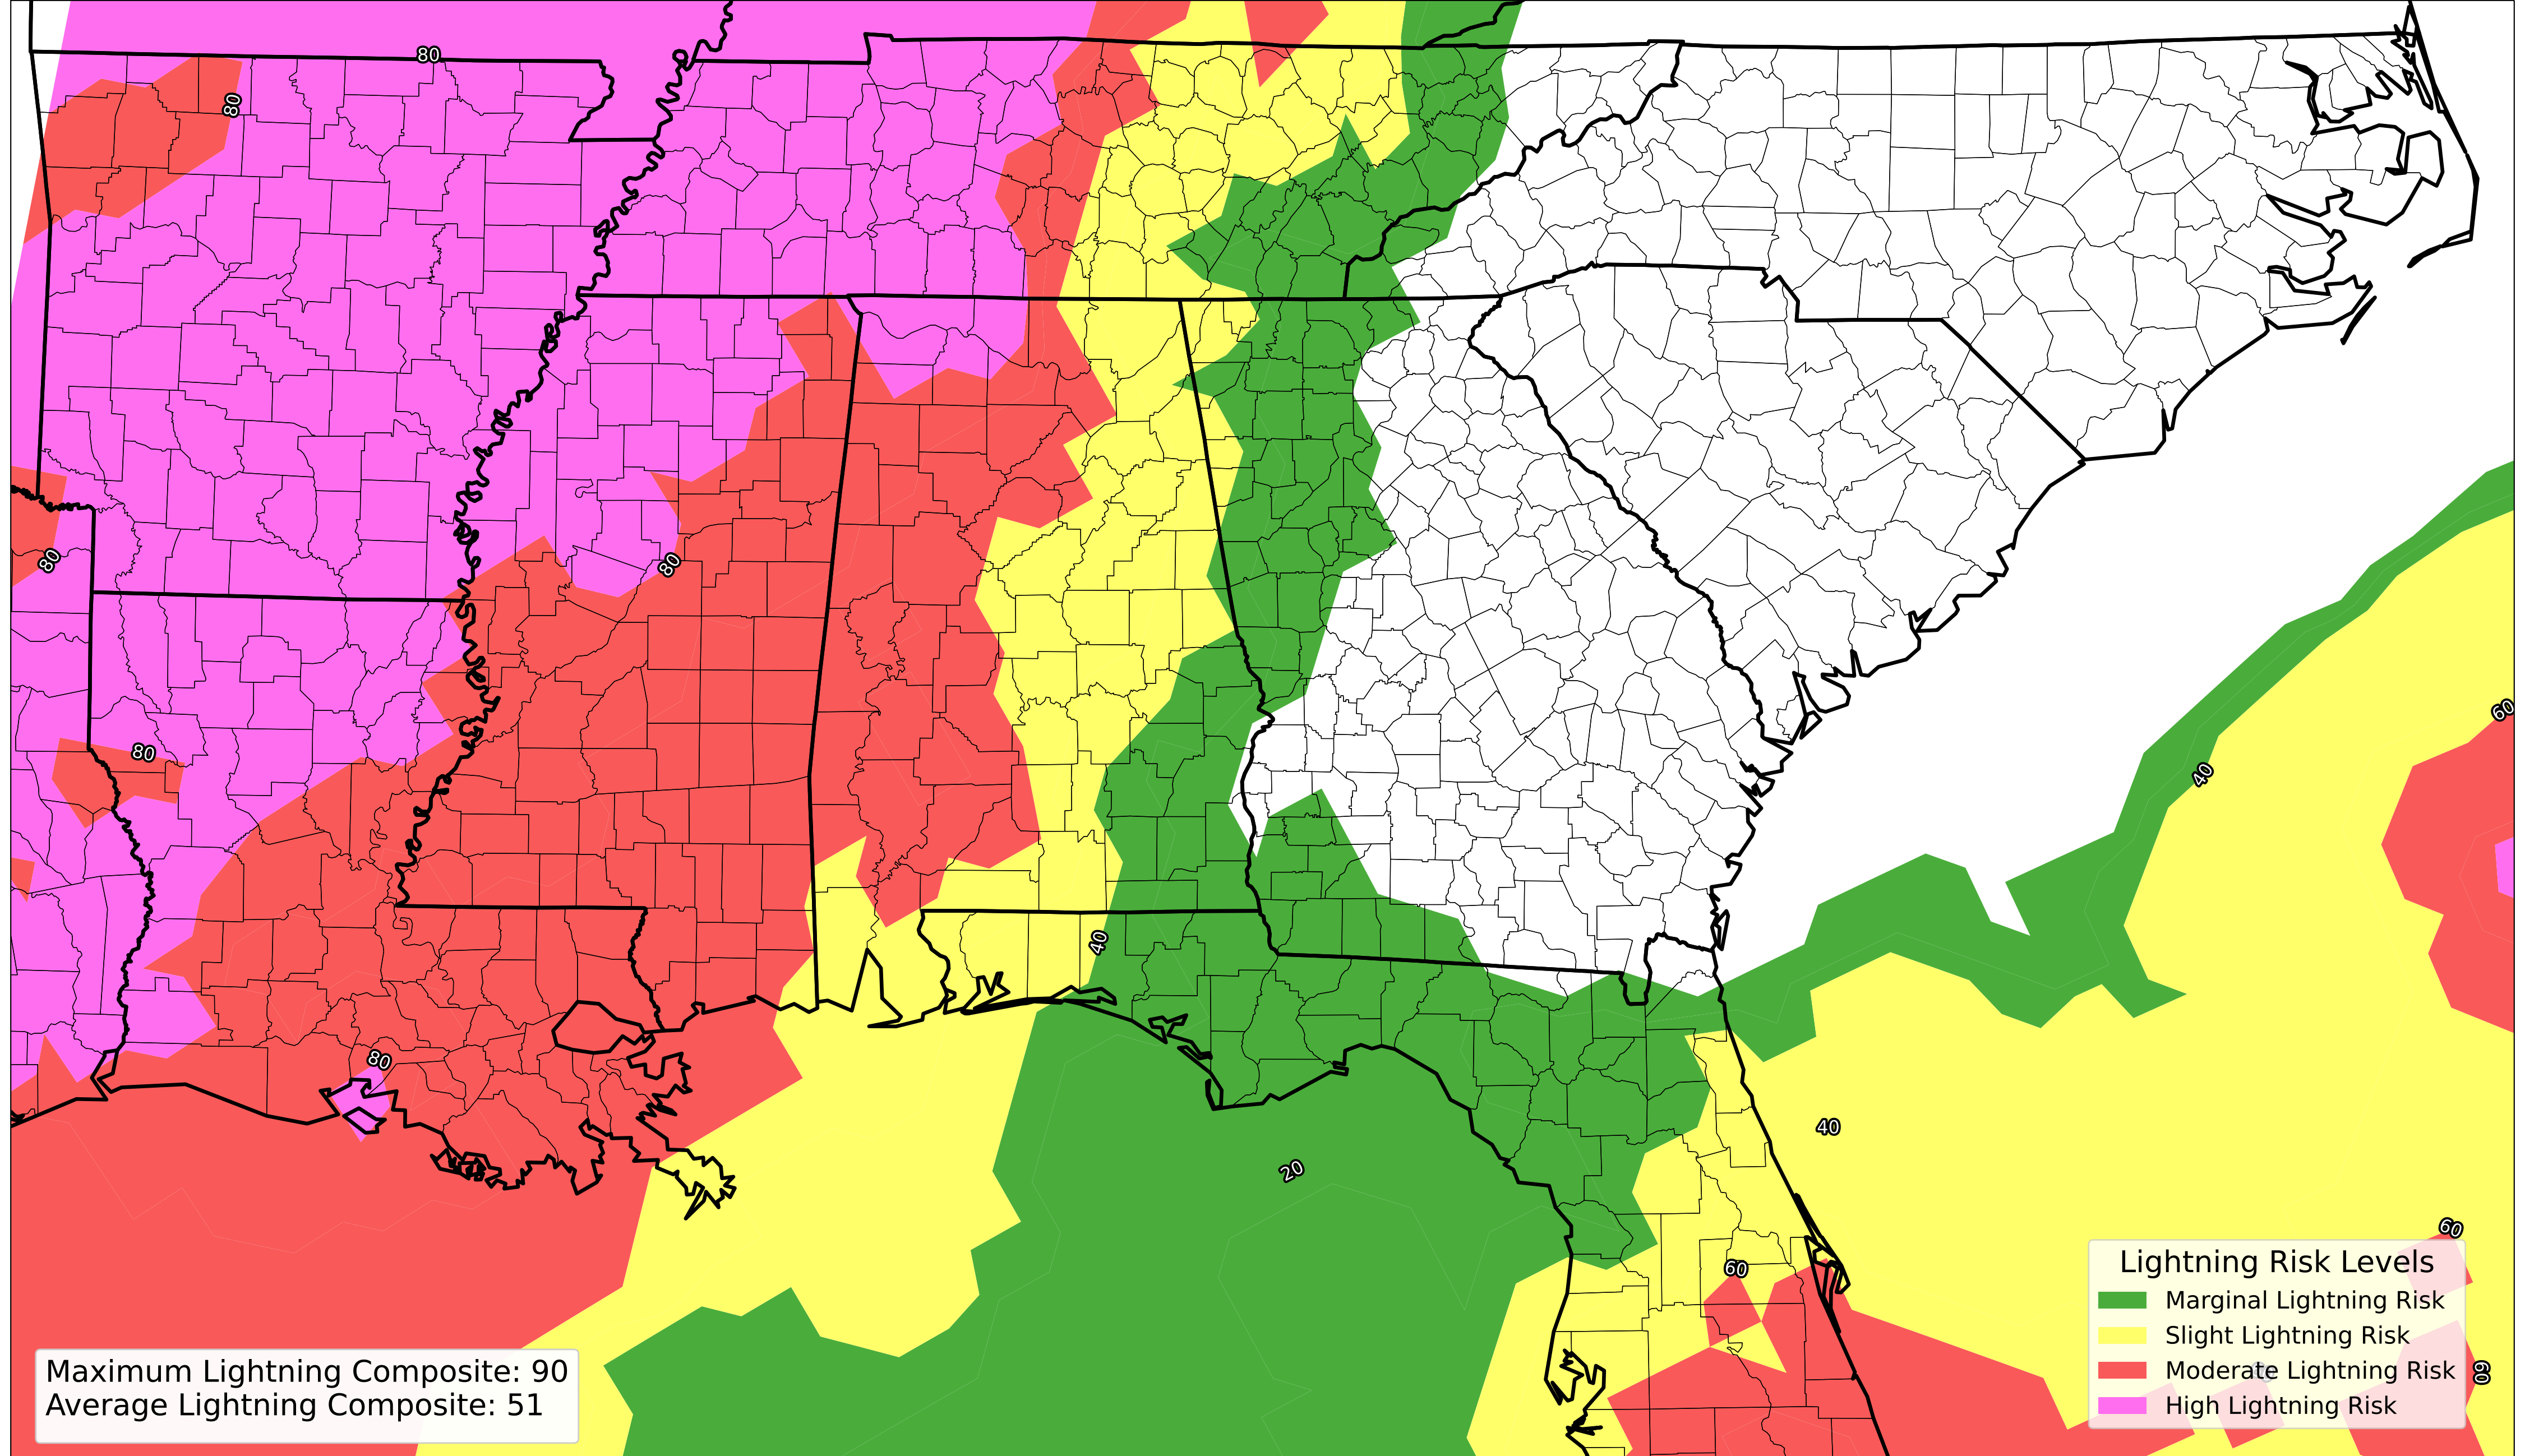 80
80
80
80
80
80
40
20
40
40
60
60
60
60
Lightning Risk Levels
Marginal Lightning Risk
Slight Lightning Risk
Moderate Lightning Risk
High Lightning Risk
Maximum Lightning Composite: 90
Average Lightning Composite: 51